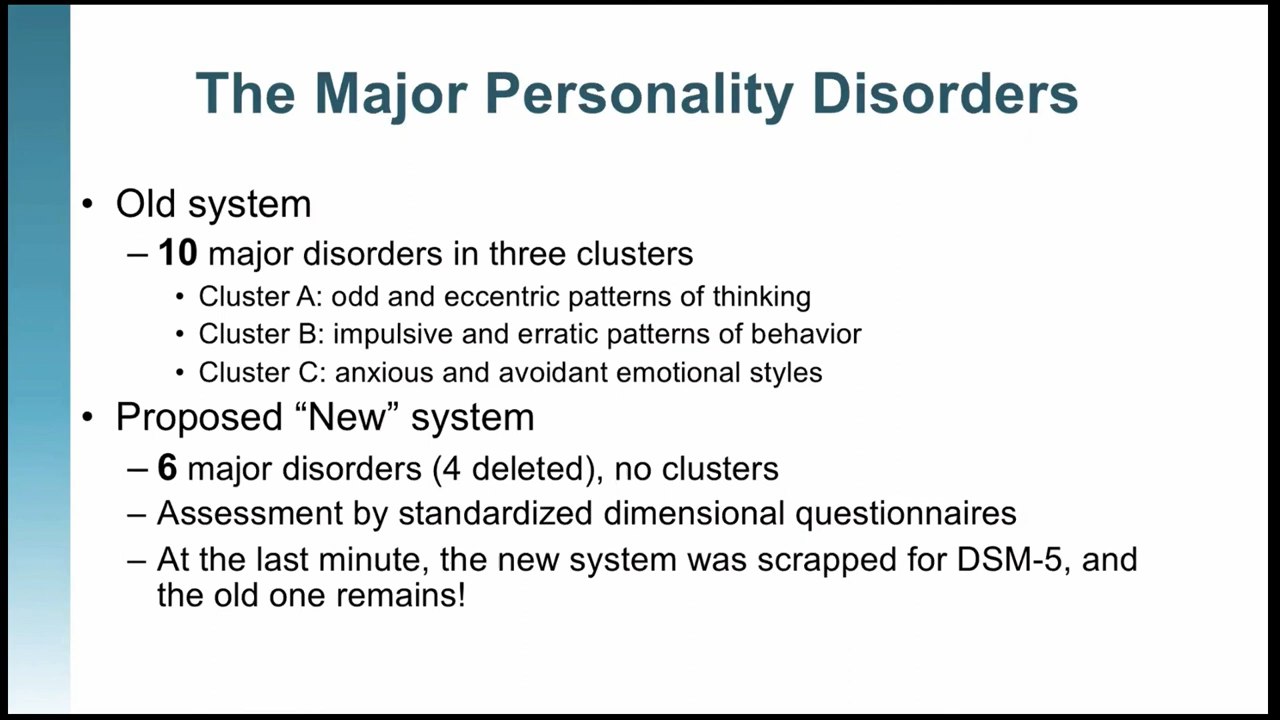 The Major Personality Disorders
• Old system
– 10 major disorders in three clusters
• Cluster A: odd and eccentric patterns of thinking
• Cluster B: impulsive and erratic patterns of behavior
• Cluster C: anxious and avoidant emotional styles
• Proposed “New” system
– 6 major disorders (4 deleted), no clusters
– Assessment by standardized dimensional questionnaires
– At the last minute, the new system was scrapped for DSM-5, and
the old one remains!